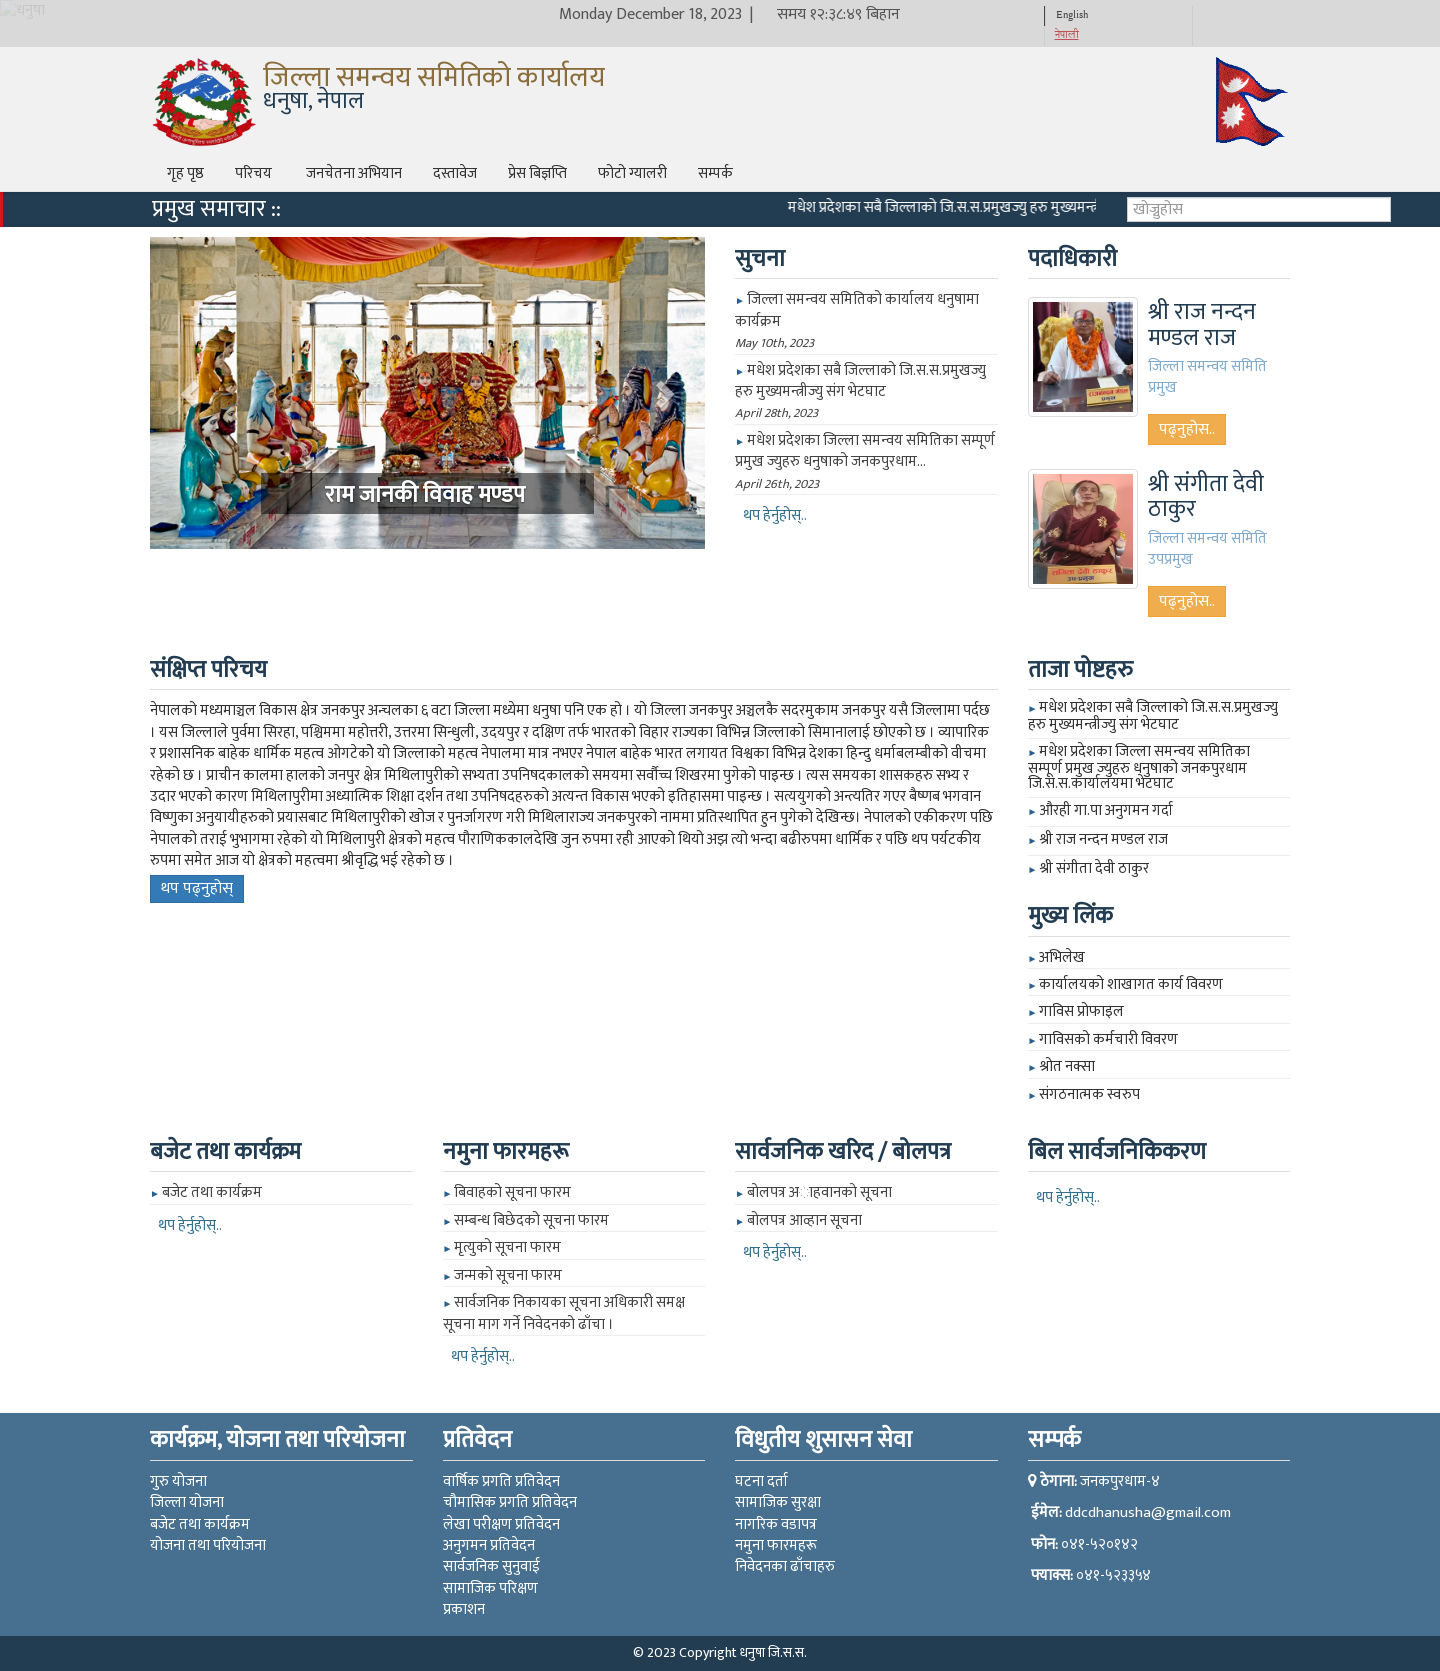 धनुषा
Monday December 18, 2023 | समय १२:३८:४९ बिहान
English
नेपाली
जिल्ला समन्वय समितिको कार्यालय
धनुषा, नेपाल
गृह पृष्ठ परिचय जनचेतना अभियान दस्तावेज प्रेस बिज्ञप्ति फोटो ग्यालरी सम्पर्क
प्रमुख समाचार :: मधेश प्रदेशका सबै जिल्लाको जि.स.स.प्रमुखज्यु हरु खोज्नुहोस
राम जानकी विवाह मण्डप
सुचना
► जिल्ला समन्वय समितिको कार्यालय धनुषामा
कार्यक्रम
May 10th, 2023
► मधेश प्रदेशका सबै जिल्लाको जि.स.स.प्रमुखज्यु
हरु मुख्यमन्त्रीज्यु संग भेटघाट
April 28th, 2023
► मधेश प्रदेशका जिल्ला समन्वय समितिका सम्पूर्ण
प्रमुख ज्युहरु धनुषाको जनकपुरधाम...
April 26th, 2023
थप हेर्नुहोस्..
पदाधिकारी
श्री राज नन्दन
मण्डल राज
जिल्ला समन्वय समिति
प्रमुख
पढ्नुहोस..
श्री संगीता देवी
ठाकुर
जिल्ला समन्वय समिति
उपप्रमुख
पढ्नुहोस..
संक्षिप्त परिचय
नेपालको मध्यमाञ्चल विकास क्षेत्र जनकपुर अन्चलका ६ वटा जिल्ला मध्येमा धनुषा पनि एक हो । यो जिल्ला जनकपुर अञ्चलकै सदरमुकाम जनकपुर यसै जिल्लामा पर्दछ
। यस जिल्लाले पुर्वमा सिरहा, पश्चिममा महोत्तरी, उत्तरमा सिन्धुली, उदयपुर र दक्षिण तर्फ भारतको विहार राज्यका विभिन्न जिल्लाको सिमानालाई छोएको छ । व्यापारिक
र प्रशासनिक बाहेक धार्मिक महत्व ओगटेको यो जिल्लाको महत्व नेपालमा मात्र नभएर नेपाल बाहेक भारत लगायत विश्वका विभिन्न देशका हिन्दु धर्माबलम्बीको बीचमा
रहेको छ । प्राचीन कालमा हालको जनपुर क्षेत्र मिथिलापुरीको सभ्यता उपनिषदकालको समयमा सर्वौच्च शिखरमा पुगेको पाइन्छ । त्यस समयका शासकहरु सभ्य र
उदार भएको कारण मिथिलापुरीमा अध्यात्मिक शिक्षा दर्शन तथा उपनिषदहरुको अत्यन्त विकास भएको इतिहासमा पाइन्छ । सत्ययुगको अन्त्यतिर गएर बैष्णब भगवान
विष्णुका अनुयायीहरुको प्रयासबाट मिथिलापुरीको खोज र पुनर्जागरण गरी मिथिलाराज्य जनकपुरको नाममा प्रतिस्थापित हुन पुगेको देखिन्छ। नेपालको एकीकरण पछि
नेपालको तराई भुभागमा रहेको यो मिथिलापुरी क्षेत्रको महत्व पौराणिककालदेखि जुन रुपमा रही आएको थियो अझ त्यो भन्दा बढीरुपमा धार्मिक र पछि थप पर्यटकीय
रुपमा समेत आज यो क्षेत्रको महत्वमा श्रीवृद्धि भई रहेको छ ।
थप पढ्नुहोस्
ताजा पोष्टहरु
► मधेश प्रदेशका सबै जिल्लाको जि.स.स.प्रमुखज्यु
हरु मुख्यमन्त्रीज्यु संग भेटघाट
► मधेश प्रदेशका जिल्ला समन्वय समितिका
सम्पूर्ण प्रमुख ज्युहरु धनुषाको जनकपुरधाम
जि.स.स.कार्यालयमा भेटघाट
► औरही गा.पा अनुगमन गर्दा
► श्री राज नन्दन मण्डल राज
► श्री संगीता देवी ठाकुर
मुख्य लिंक
► अभिलेख
► कार्यालयको शाखागत कार्य विवरण
► गाविस प्रोफाइल
► गाविसको कर्मचारी विवरण
► श्रोत नक्सा
► संगठनात्मक स्वरुप
बजेट तथा कार्यक्रम
► बजेट तथा कार्यक्रम
थप हेर्नुहोस्..
नमुना फारमहरू
► बिवाहको सूचना फारम
► सम्बन्ध बिछेदको सूचना फारम
► मृत्युको सूचना फारम
► जन्मको सूचना फारम
► सार्वजनिक निकायका सूचना अधिकारी समक्ष
सूचना माग गर्ने निवेदनको ढाँचा ।
थप हेर्नुहोस्..
सार्वजनिक खरिद / बोलपत्र
► बोलपत्र अाहवानको सूचना
► बोलपत्र आव्हान सूचना
थप हेर्नुहोस्..
बिल सार्वजनिकिकरण
थप हेर्नुहोस्..
कार्यक्रम, योजना तथा परियोजना
गुरु योजना
जिल्ला योजना
बजेट तथा कार्यक्रम
योजना तथा परियोजना
प्रतिवेदन
वार्षिक प्रगति प्रतिवेदन
चौमासिक प्रगति प्रतिवेदन
लेखा परीक्षण प्रतिवेदन
अनुगमन प्रतिवेदन
सार्वजनिक सुनुवाई
सामाजिक परिक्षण
प्रकाशन
विधुतीय शुसासन सेवा
घटना दर्ता
सामाजिक सुरक्षा
नागरिक वडापत्र
नमुना फारमहरू
निवेदनका ढाँचाहरु
सम्पर्क
ठेगाना: जनकपुरधाम-४
ईमेल: ddcdhanusha@gmail.com
फोन: ०४१-५२०१४२
फ्याक्स: ०४१-५२३३५४
© 2023 Copyright धनुषा जि.स.स.